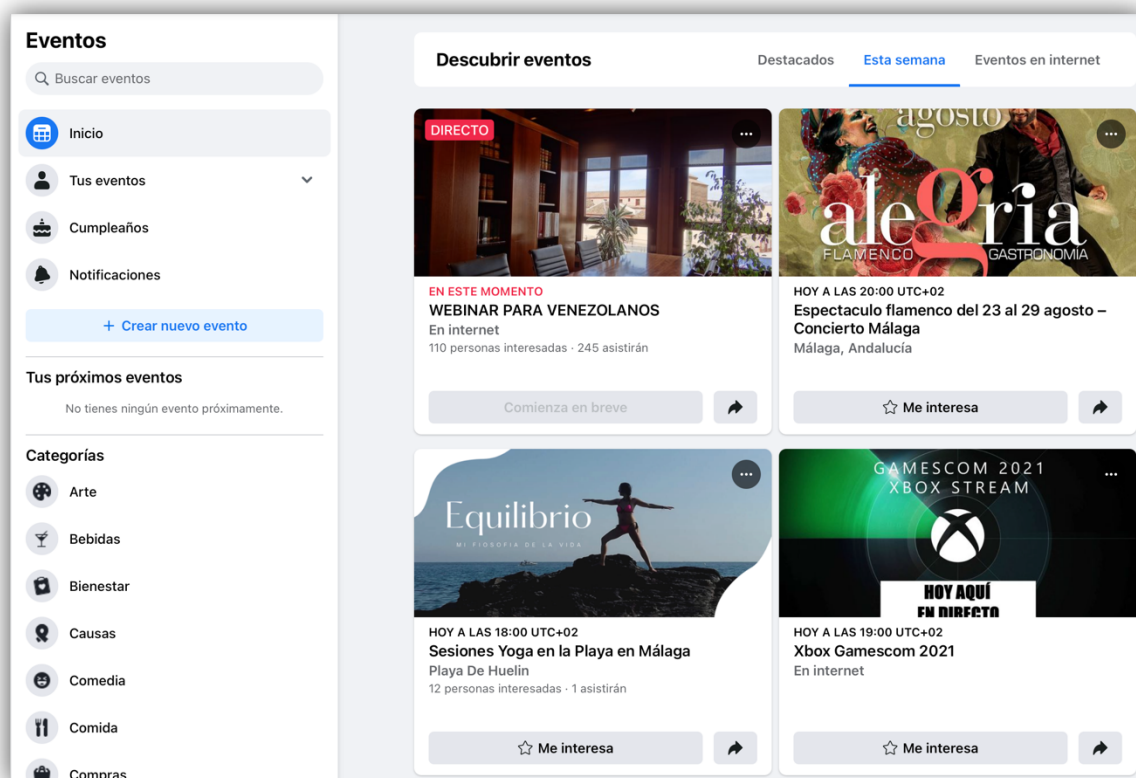 Eventos
Buscar eventos
Inicio
Tus eventos
Cumpleaños
Notificaciones
+ Crear nuevo evento
Tus próximos eventos
No tienes ningún evento próximamente.
Categorías
Arte
Bebidas
Bienestar
Causas
Comedia
Comida
Compras
Descubrir eventos
Destacados
Esta semana
Eventos en internet
DIRECTO
EN ESTE MOMENTO
WEBINAR PARA VENEZOLANOS
En internet
110 personas interesadas · 245 asistirán
Comienza en breve
agosto
alegría
FLAMENCO
GASTRONOMÍA
HOY A LAS 20:00 UTC+02
Espectaculo flamenco del 23 al 29 agosto –
Concierto Málaga
Málaga, Andalucía
Me interesa
Equilibrio
MI FIOSOFIA DE LA VIDA
HOY A LAS 18:00 UTC+02
Sesiones Yoga en la Playa en Málaga
Playa De Huelin
12 personas interesadas · 1 asistirán
Me interesa
GAMESCOM 2021
XBOX STREAM
HOY AQUÍ
EN DIRECTO
HOY A LAS 19:00 UTC+02
Xbox Gamescom 2021
En internet
Me interesa